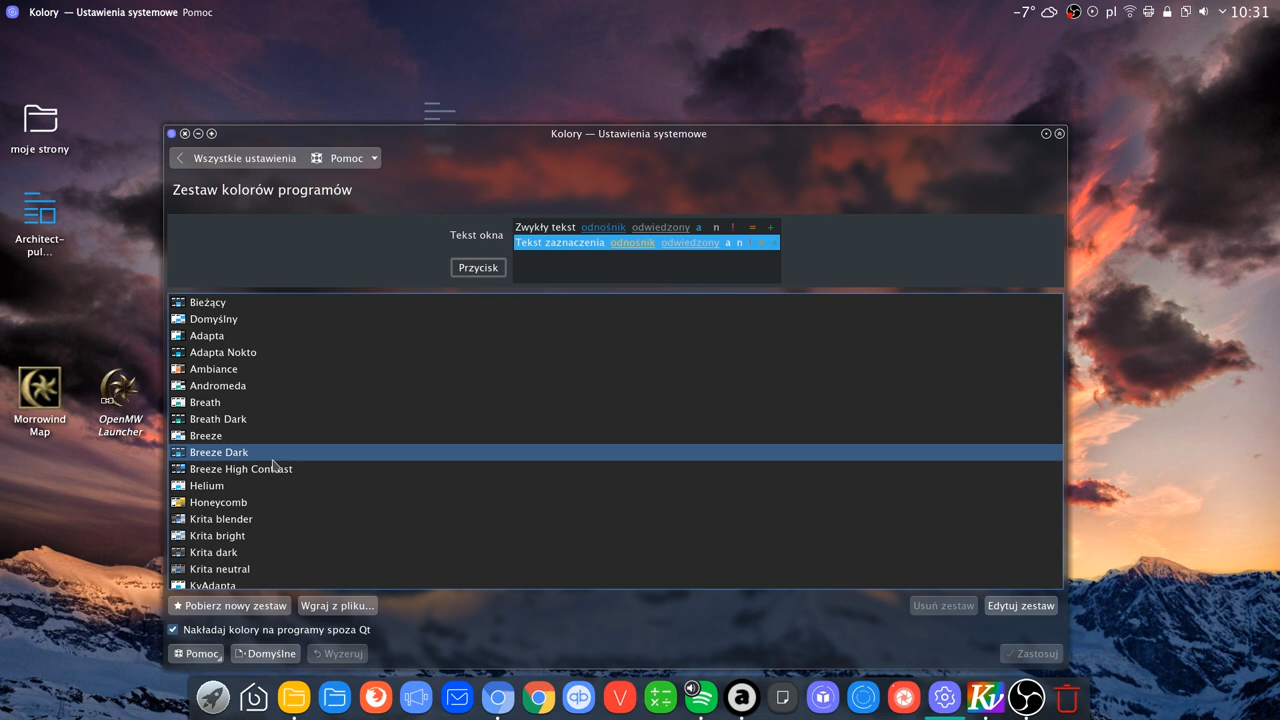 Kolory — Ustawienia systemowe Pomoc
-7° pl 10:31
moje strony
Architect-
pul...
Morrowind
Map
OpenMW
Launcher
Kolory — Ustawienia systemowe
Wszystkie ustawienia Pomoc
Zestaw kolorów programów
Tekst okna
Przycisk
Zwykły tekst odnośnik odwiedzony a n ! = +
Tekst zaznaczenia odnośnik odwiedzony a n ! = +
Bieżący
Domyślny
Adapta
Adapta Nokto
Ambiance
Andromeda
Breath
Breath Dark
Breeze
Breeze Dark
Breeze High Contrast
Helium
Honeycomb
Krita blender
Krita bright
Krita dark
Krita neutral
KvAdapta
Pobierz nowy zestaw Wgraj z pliku... Usuń zestaw Edytuj zestaw
Nakładaj kolory na programy spoza Qt
Pomoc Domyślne Wyzeruj Zastosuj